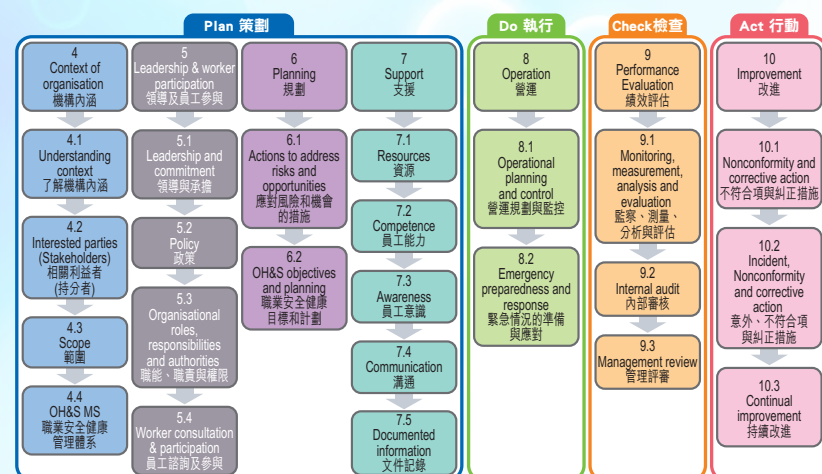 Plan 策劃
4
Context of
organisation
機構內涵
4.1
Understanding
context
了解機構內涵
4.2
Interested parties
(Stakeholders)
相關利益者
(持分者)
4.3
Scope
範圍
4.4
OH&S MS
職業安全健康
管理體系
5
Leadership & worker
participation
領導及員工參與
5.1
Leadership and
commitment
領導與承擔
5.2
Policy
政策
5.3
Organisational
roles,
responsibilities
and authorities
職能、職責與權限
5.4
Worker consultation
& participation
員工諮詢及參與
6
Planning
規劃
6.1
Actions to address
risks and
opportunities
應對風險和機會
的措施
6.2
OH&S objectives
and planning
職業安全健康
目標和計劃
7
Support
支援
7.1
Resources
資源
7.2
Competence
員工能力
7.3
Awareness
員工意識
7.4
Communication
溝通
7.5
Documented
information
文件記錄
Do 執行
8
Operation
營運
8.1
Operational
planning
and control
營運規劃與監控
8.2
Emergency
preparedness and
response
緊急情況的準備
與應對
Check檢查
9
Performance
Evaluation
績效評估
9.1
Monitoring,
measurement,
analysis and
evaluation
監察、測量、
分析與評估
9.2
Internal audit
內部審核
9.3
Management review
管理評審
Act 行動
10
Improvement
改進
10.1
Nonconformity and
corrective action
不符合項與糾正措施
10.2
Incident,
Nonconformity
and corrective
action
意外、不符合項
與糾正措施
10.3
Continual
improvement
持續改進